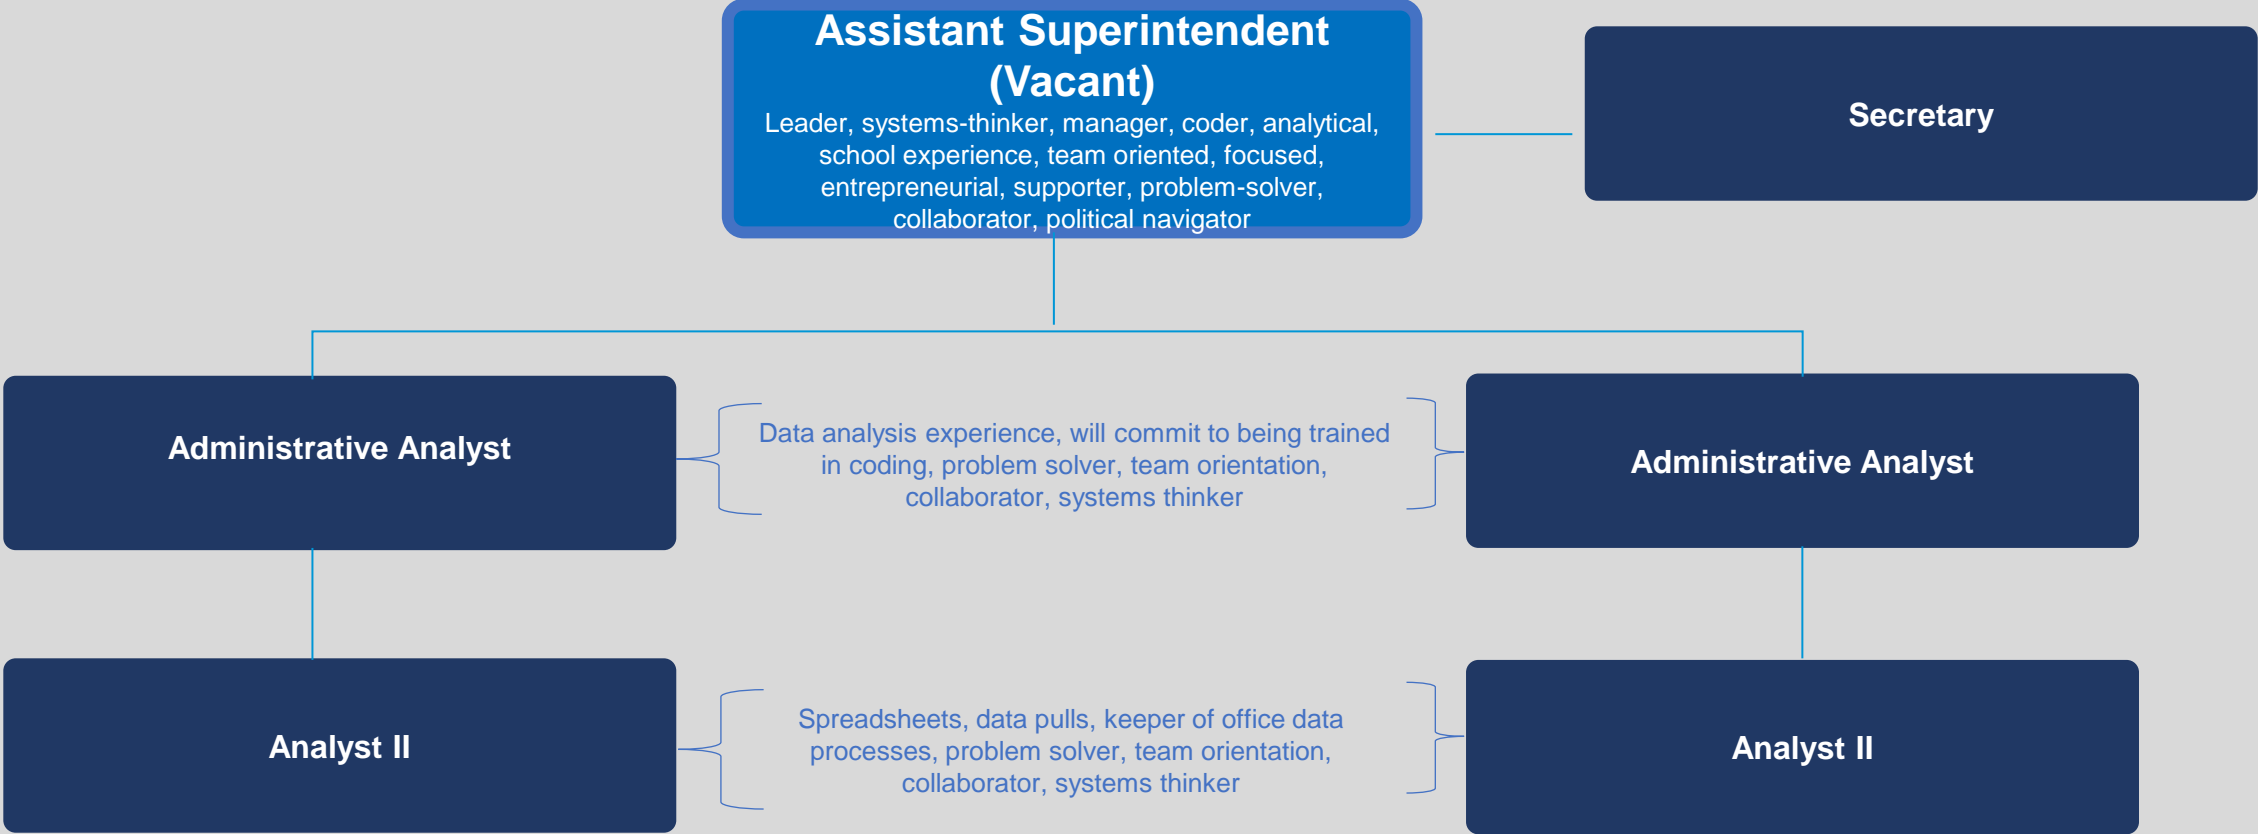 Assistant Superintendent
(Vacant)
Leader, systems-thinker, manager, coder, analytical,
school experience, team oriented, focused,
entrepreneurial, supporter, problem-solver,
collaborator, political navigator
Secretary
Administrative Analyst
Data analysis experience, will commit to being trained
in coding, problem solver, team orientation,
collaborator, systems thinker
Administrative Analyst
Analyst II
Spreadsheets, data pulls, keeper of office data
processes, problem solver, team orientation,
collaborator, systems thinker
Analyst II